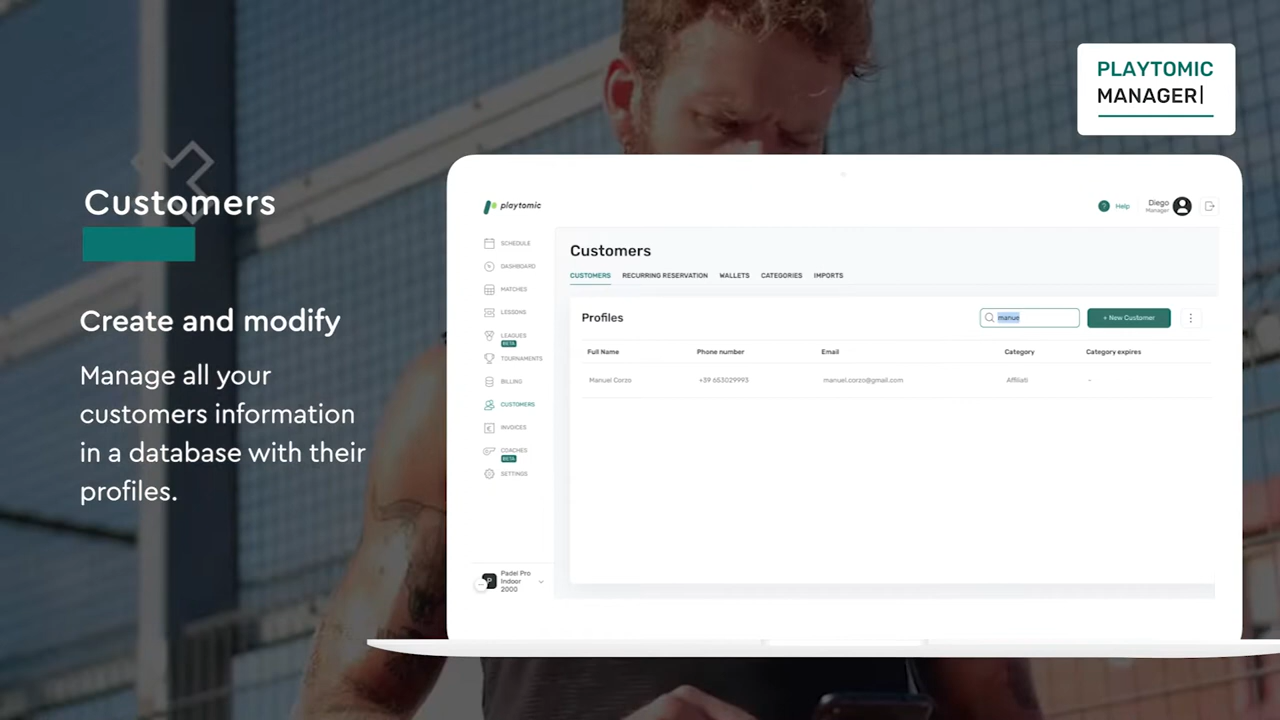 PLAYTOMIC
MANAGER|
Customers
Create and modify
Manage all your
customers information
in a database with their
profiles.
playtomic
? Help
Diego
Manager
SCHEDULE
DASHBOARD
MATCHES
LESSONS
LEAGUES
BETA
TOURNAMENTS
BILLING
CUSTOMERS
INVOICES
COACHES
BETA
SETTINGS
Padel Pro
Indoor
2000
Customers
CUSTOMERS RECURRING RESERVATION WALLETS CATEGORIES IMPORTS
Profiles
manue
+ New Customer
Full Name Phone number Email Category Category expires
Manuel Corzo +39 653029993 manuel.corzo@gmail.com Affiliati -